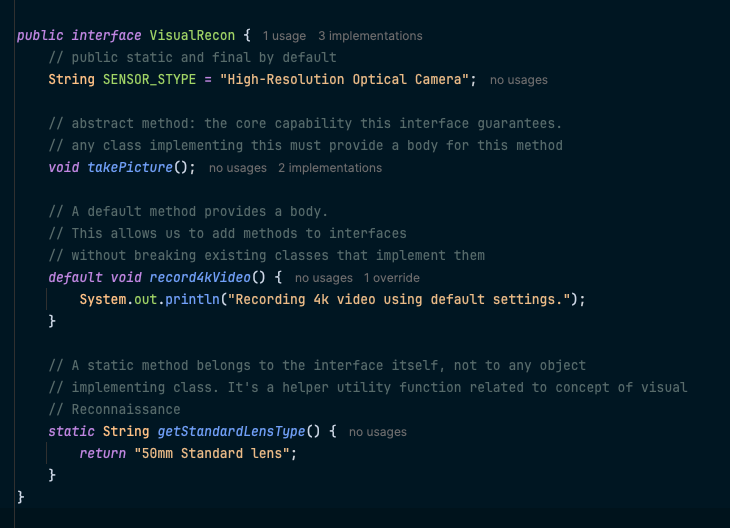 public interface VisualRecon { 1 usage 3 implementations
// public static and final by default
String SENSOR_STYPE = "High-Resolution Optical Camera"; no usages
// abstract method: the core capability this interface guarantees.
// any class implementing this must provide a body for this method
void takePicture(); no usages 2 implementations
// A default method provides a body.
// This allows us to add methods to interfaces
// without breaking existing classes that implement them
default void record4kVideo() { no usages 1 override
System.out.println("Recording 4k video using default settings.");
}
// A static method belongs to the interface itself, not to any object
// implementing class. It's a helper utility function related to concept of visual
// Reconnaissance
static String getStandardLensType() { no usages
return "50mm Standard lens";
}
}